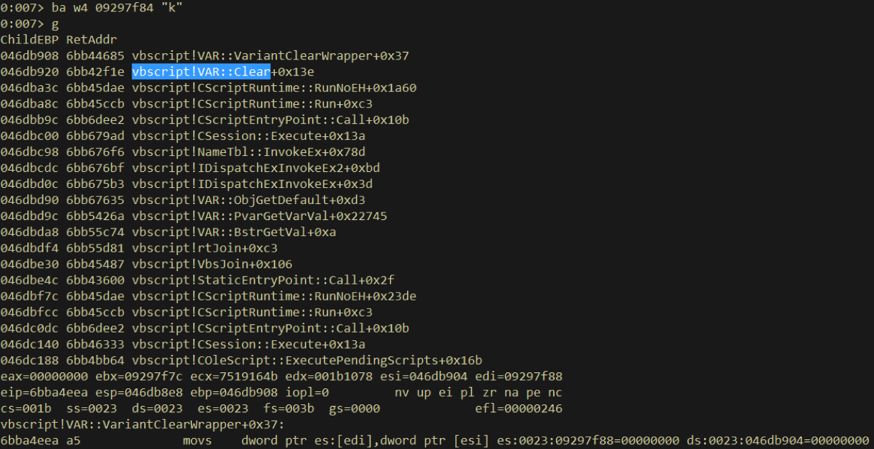 0:007> ba w4 09297f84 "k"
0:007> g
ChildEBP RetAddr
046db908 6bb44685 vbscript!VAR::VariantClearWrapper+0x37
046db920 6bb42f1e vbscript!VAR::Clear+0x13e
046dba3c 6bb45dae vbscript!CScriptRuntime::RunNoEH+0x1a60
046dba8c 6bb45ccb vbscript!CScriptRuntime::Run+0xc3
046dbb9c 6bb6dee2 vbscript!CScriptEntryPoint::Call+0x10b
046dbc00 6bb679ad vbscript!CSession::Execute+0x13a
046dbc98 6bb676f6 vbscript!NameTbl::InvokeEx+0x78d
046dbcdc 6bb676bf vbscript!IDispatchExInvokeEx2+0xbd
046dbd0c 6bb675b3 vbscript!IDispatchExInvokeEx+0x3d
046dbd90 6bb67635 vbscript!VAR::ObjGetDefault+0xd3
046dbd9c 6bb5426a vbscript!VAR::PvarGetVarVal+0x22745
046dbda8 6bb55c74 vbscript!VAR::BstrGetVal+0xa
046dbdf4 6bb55d81 vbscript!rtJoin+0xc3
046dbe30 6bb45487 vbscript!VbsJoin+0x106
046dbe4c 6bb43600 vbscript!StaticEntryPoint::Call+0x2f
046dbf7c 6bb45dae vbscript!CScriptRuntime::RunNoEH+0x23de
046dbfcc 6bb45ccb vbscript!CScriptRuntime::Run+0xc3
046dc0dc 6bb6dee2 vbscript!CScriptEntryPoint::Call+0x10b
046dc140 6bb46333 vbscript!CSession::Execute+0x13a
046dc188 6bb4bb64 vbscript!COleScript::ExecutePendingScripts+0x16b
eax=00000000 ebx=09297f7c ecx=7519164b edx=001b1078 esi=046db904 edi=09297f88
eip=6bba4eea esp=046db8e8 ebp=046db908 iopl=0 nv up ei pl zr na pe nc
cs=001b ss=0023 ds=0023 es=0023 fs=003b gs=0000 efl=00000246
vbscript!VAR::VariantClearWrapper+0x37:
6bba4eea a5 movs dword ptr es:[edi],dword ptr [esi] es:0023:09297f88=00000000 ds:0023:046db904=00000000